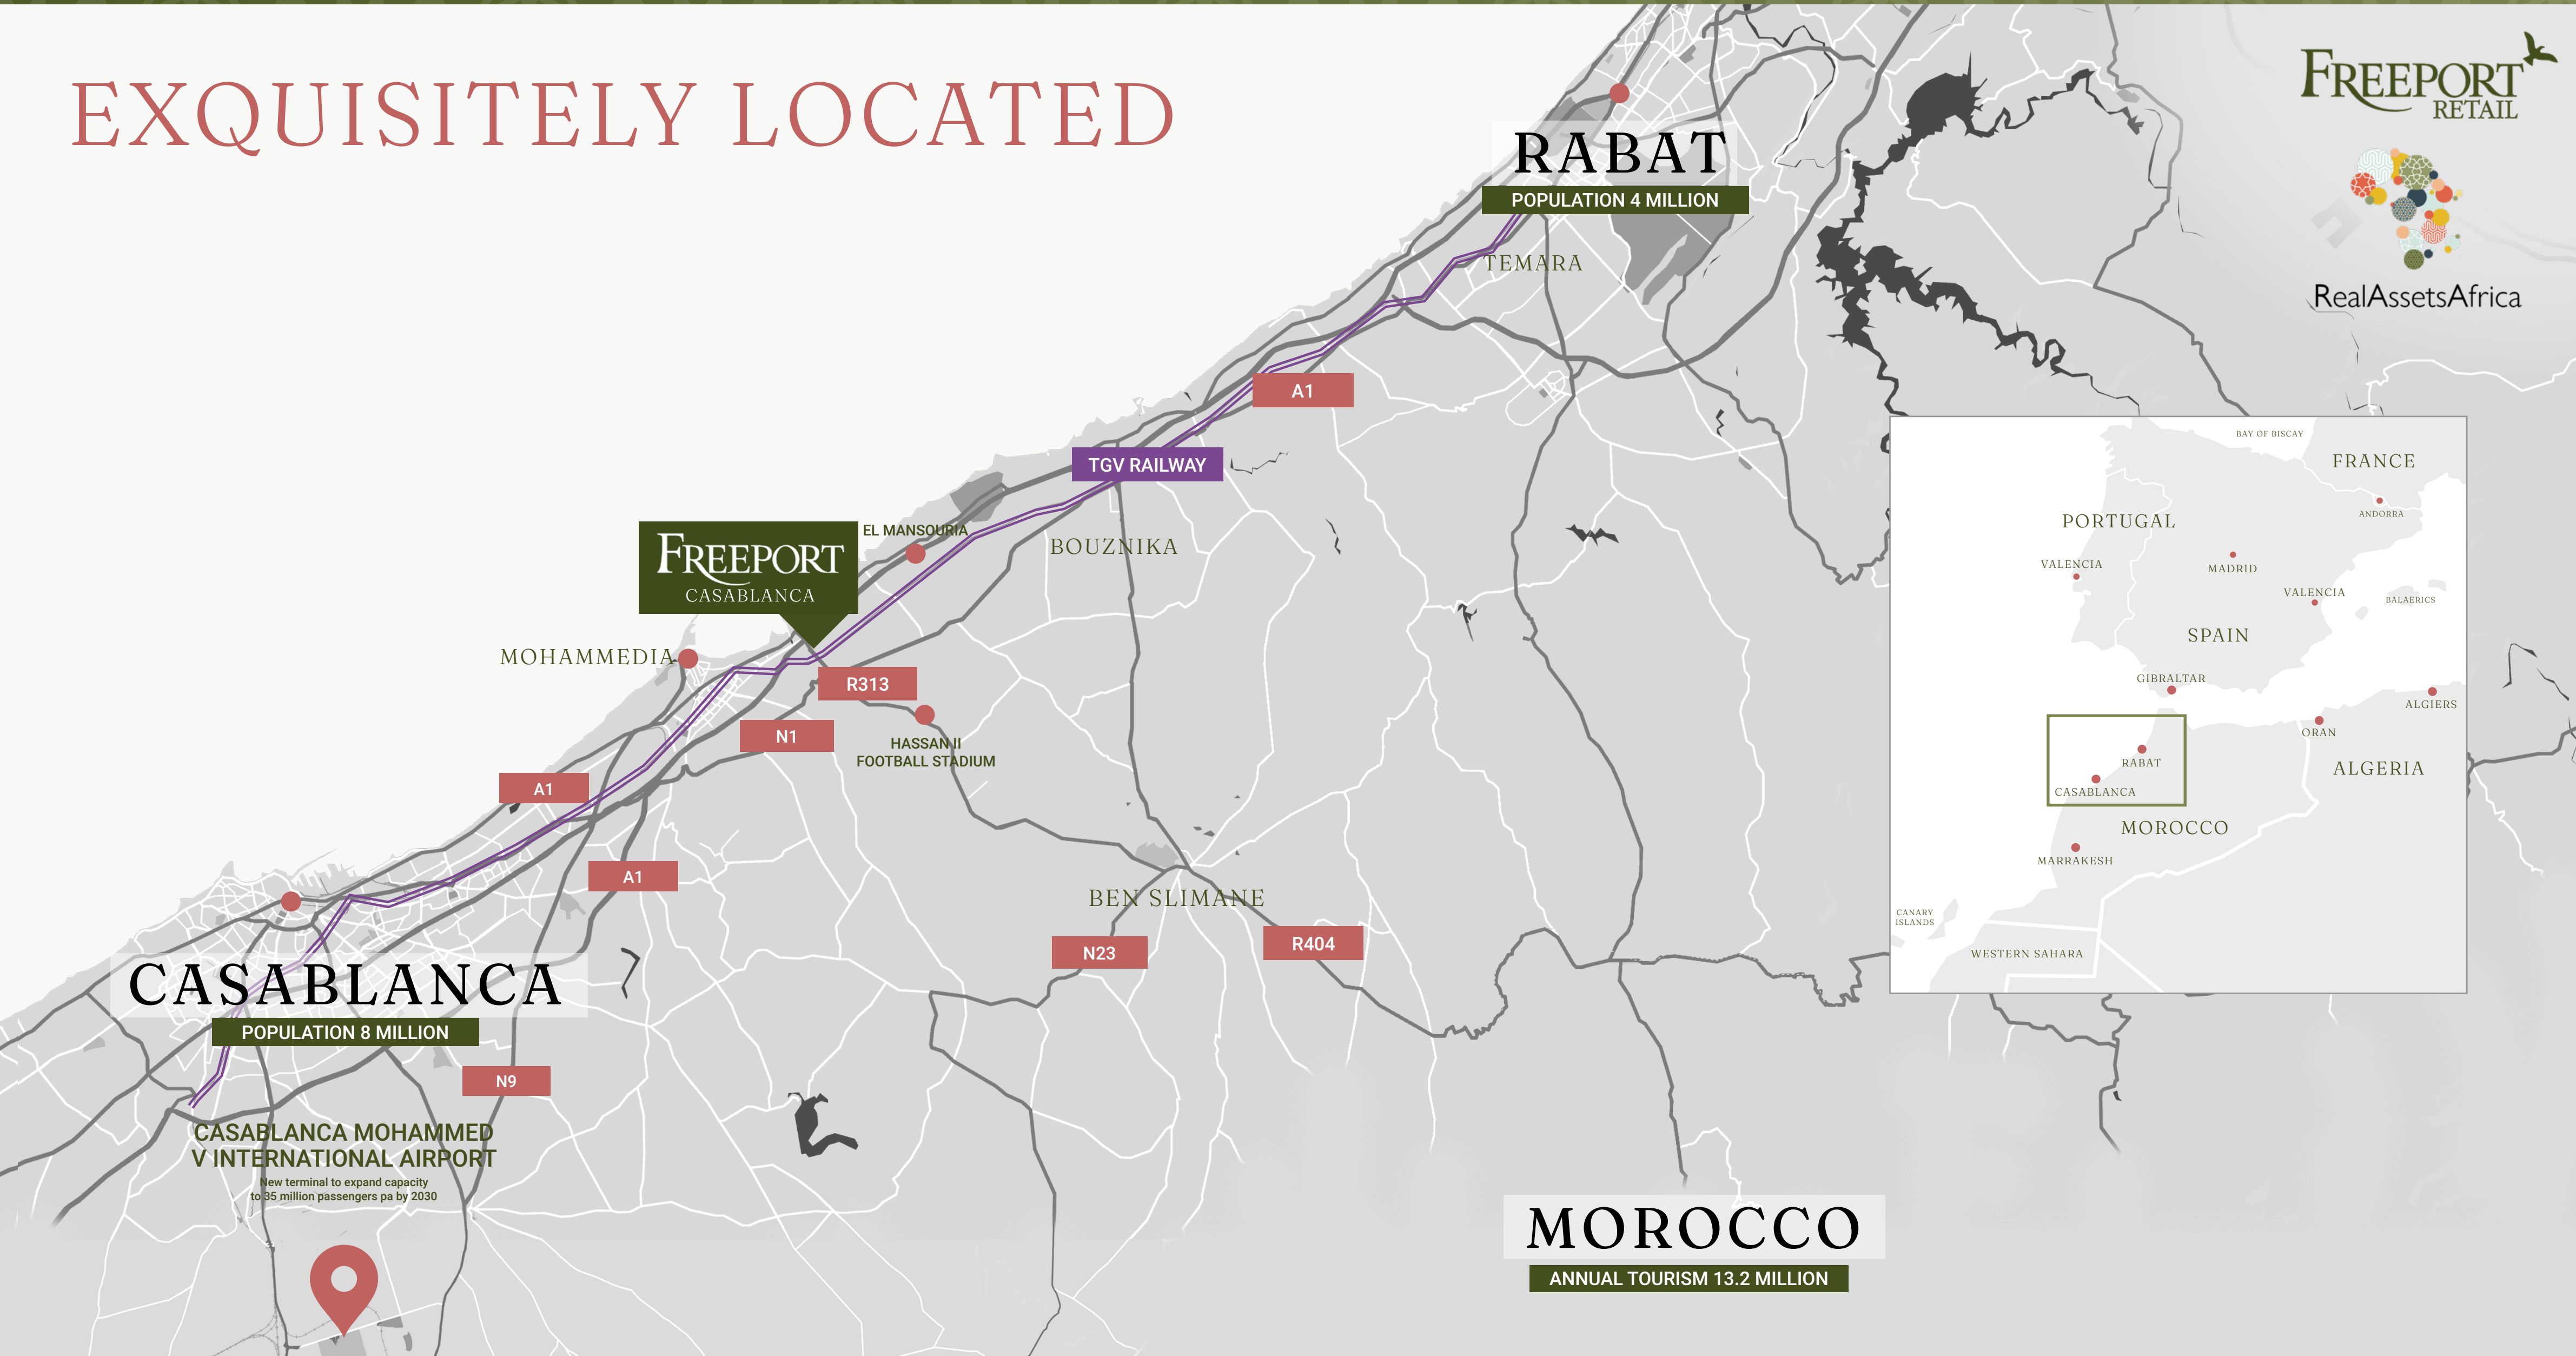 EXQUISITELY LOCATED
FREEPORT
RETAIL
RealAssetsAfrica
RABAT
POPULATION 4 MILLION
TEMARA
A1
TGV RAILWAY
EL MANSOURIA
BOUZNIKA
FREEPORT
CASABLANCA
MOHAMMEDIA
R313
N1
HASSAN II
FOOTBALL STADIUM
A1
A1
BEN SLIMANE
N23
R404
CASABLANCA
POPULATION 8 MILLION
N9
CASABLANCA MOHAMMED
V INTERNATIONAL AIRPORT
New terminal to expand capacity
to 35 million passengers pa by 2030
MOROCCO
ANNUAL TOURISM 13.2 MILLION
BAY OF BISCAY
FRANCE
ANDORRA
PORTUGAL
VALENCIA
MADRID
VALENCIA
BALAERICS
SPAIN
GIBRALTAR
ALGIERS
ORAN
RABAT
ALGERIA
CASABLANCA
MOROCCO
MARRAKESH
CANARY
ISLANDS
WESTERN SAHARA